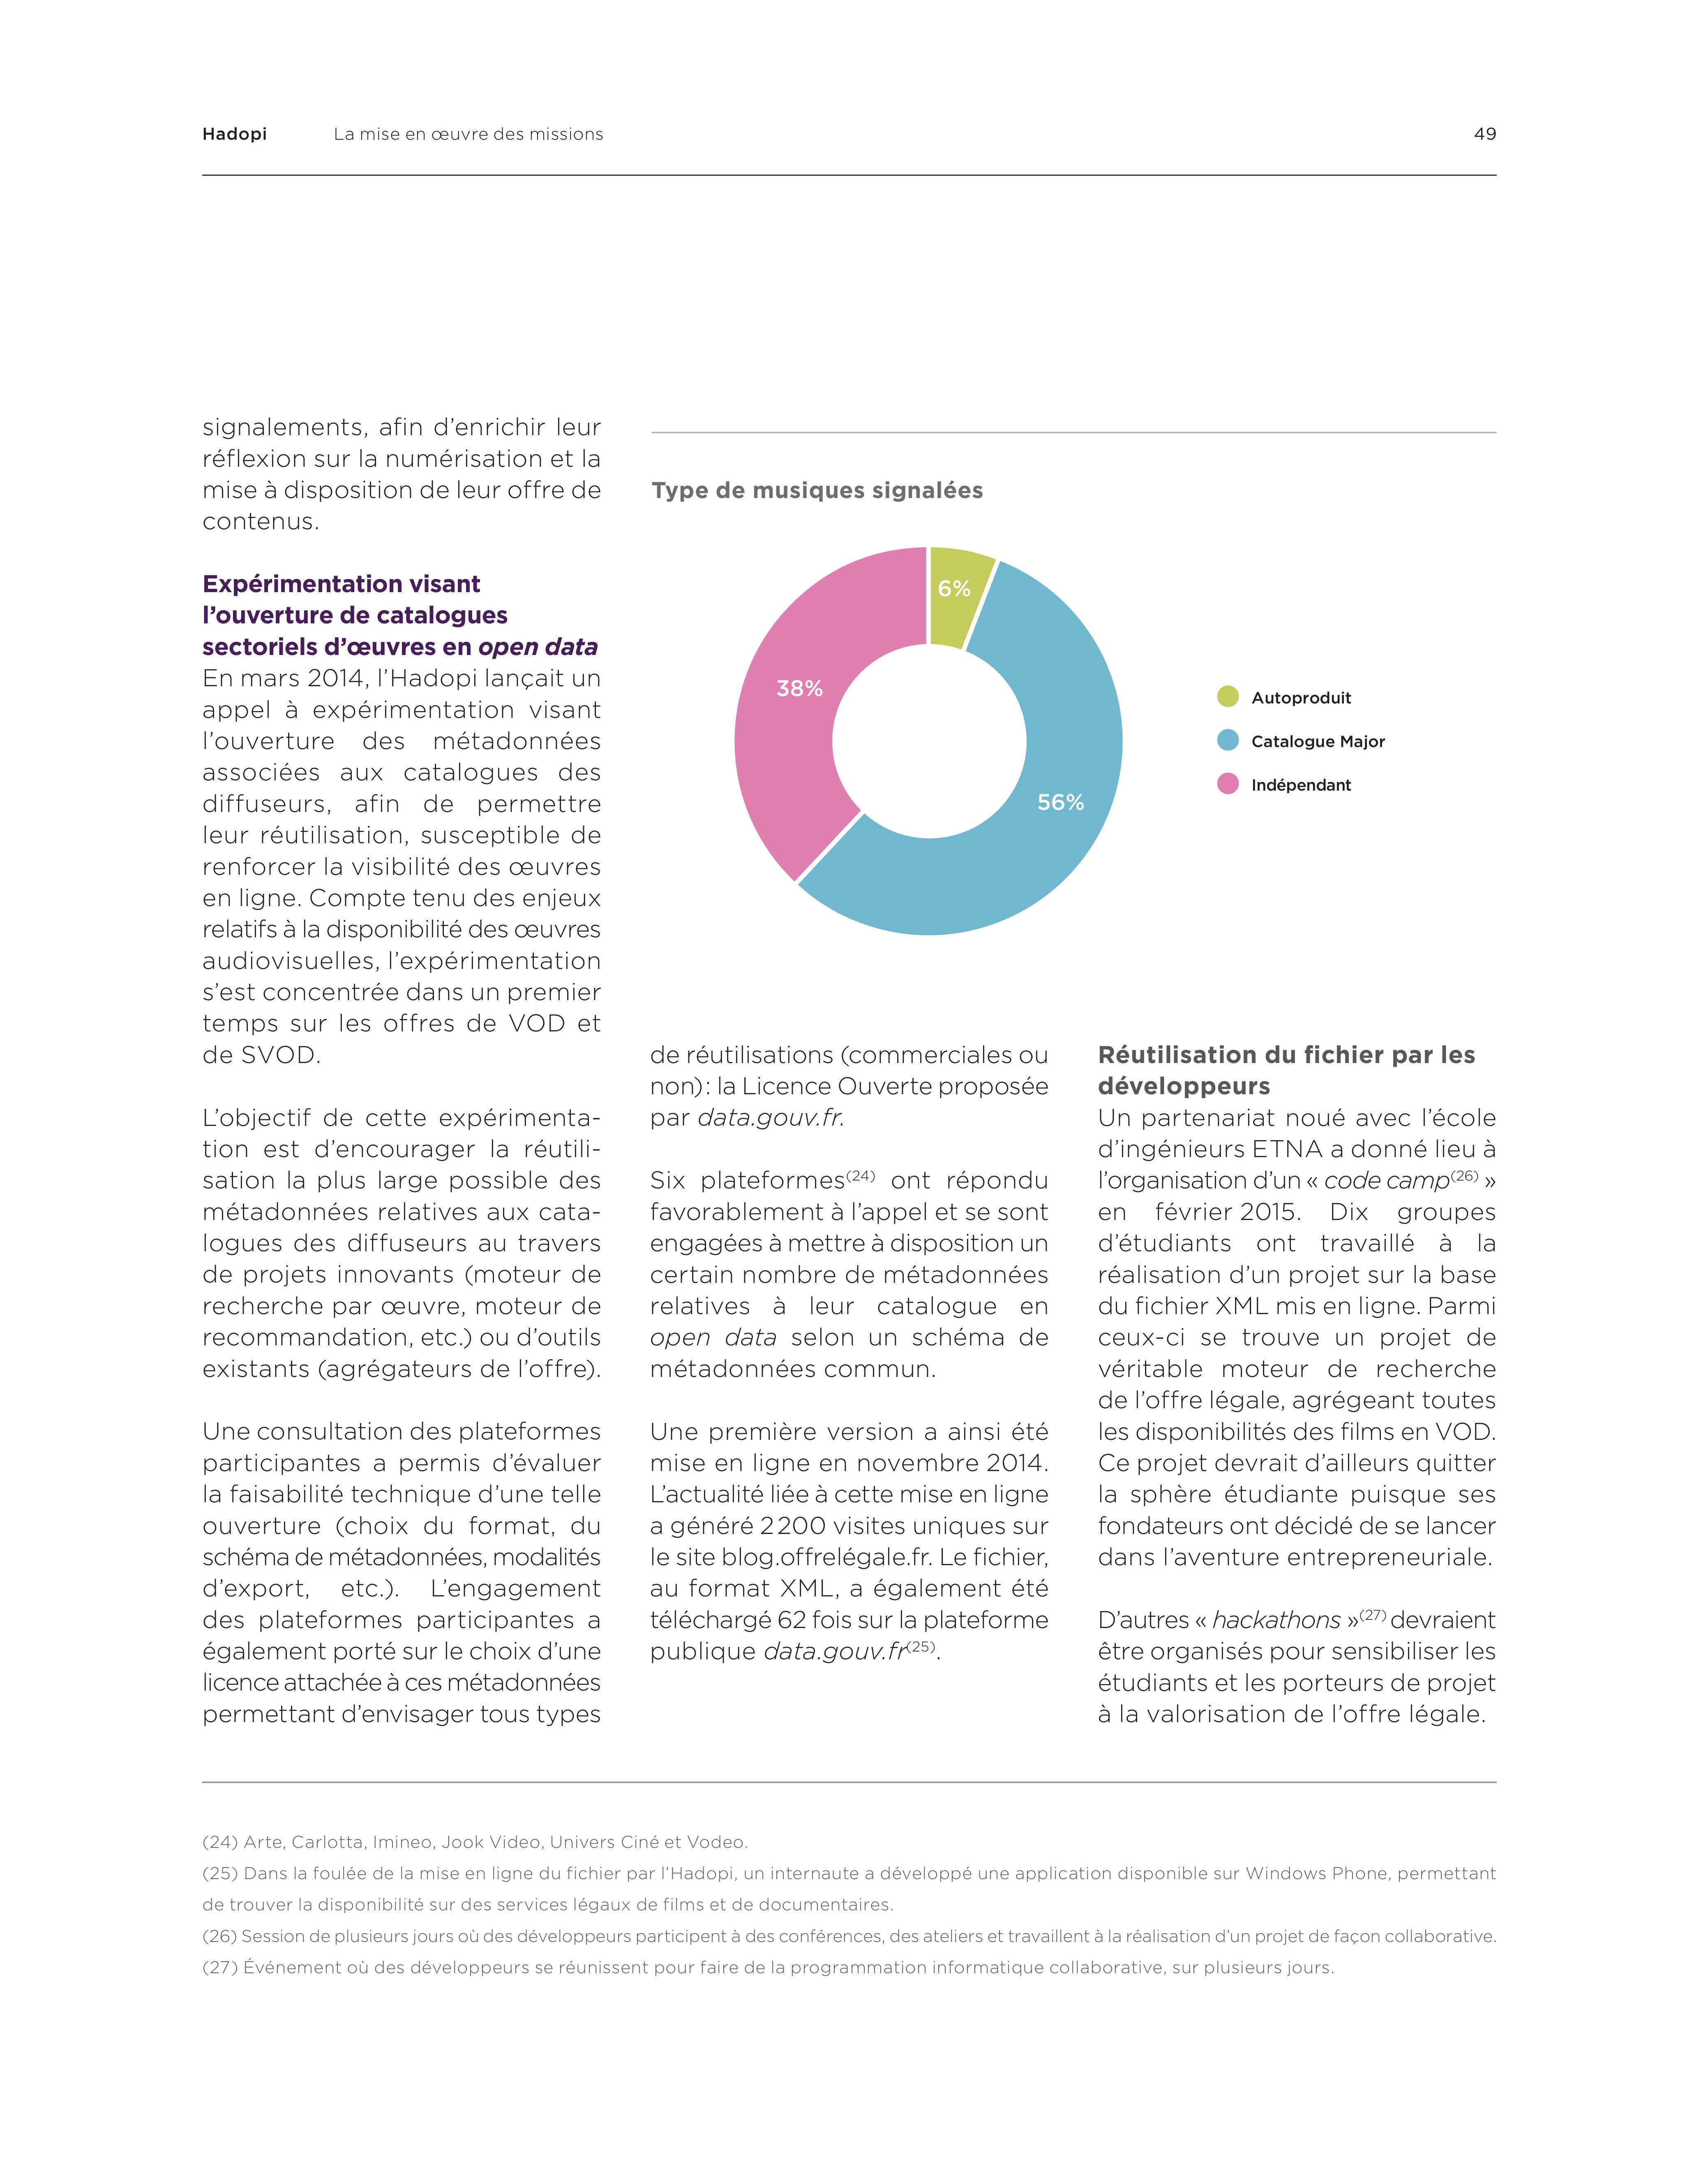 Hadopi La mise en œuvre des missions 49
signalements, afin d’enrichir leur
réflexion sur la numérisation et la
mise à disposition de leur offre de
contenus.
Expérimentation visant
l’ouverture de catalogues
sectoriels d’œuvres en open data
En mars 2014, l’Hadopi lançait un
appel à expérimentation visant
l’ouverture des métadonnées
associées aux catalogues des
diffuseurs, afin de permettre
leur réutilisation, susceptible de
renforcer la visibilité des œuvres
en ligne. Compte tenu des enjeux
relatifs à la disponibilité des œuvres
audiovisuelles, l’expérimentation
s’est concentrée dans un premier
temps sur les offres de VOD et
de SVOD.
L’objectif de cette expérimenta-
tion est d’encourager la réutili-
sation la plus large possible des
métadonnées relatives aux cata-
logues des diffuseurs au travers
de projets innovants (moteur de
recherche par œuvre, moteur de
recommandation, etc.) ou d’outils
existants (agrégateurs de l’offre).
Une consultation des plateformes
participantes a permis d’évaluer
la faisabilité technique d’une telle
ouverture (choix du format, du
schéma de métadonnées, modalités
d’export, etc.). L’engagement
des plateformes participantes a
également porté sur le choix d’une
licence attachée à ces métadonnées
permettant d’envisager tous types
Type de musiques signalées
6%
38%
56%
Autoproduit
Catalogue Major
Indépendant
de réutilisations (commerciales ou
non) : la Licence Ouverte proposée
par data.gouv.fr.
Six plateformes(24) ont répondu
favorablement à l’appel et se sont
engagées à mettre à disposition un
certain nombre de métadonnées
relatives à leur catalogue en
open data selon un schéma de
métadonnées commun.
Une première version a ainsi été
mise en ligne en novembre 2014.
L’actualité liée à cette mise en ligne
a généré 2 200 visites uniques sur
le site blog.offrelégale.fr. Le fichier,
au format XML, a également été
téléchargé 62 fois sur la plateforme
publique data.gouv.fr(25).
Réutilisation du fichier par les
développeurs
Un partenariat noué avec l’école
d’ingénieurs ETNA a donné lieu à
l’organisation d’un « code camp(26) »
en février 2015. Dix groupes
d’étudiants ont travaillé à la
réalisation d’un projet sur la base
du fichier XML mis en ligne. Parmi
ceux-ci se trouve un projet de
véritable moteur de recherche
de l’offre légale, agrégeant toutes
les disponibilités des films en VOD.
Ce projet devrait d’ailleurs quitter
la sphère étudiante puisque ses
fondateurs ont décidé de se lancer
dans l’aventure entrepreneuriale.
D’autres « hackathons »(27) devraient
être organisés pour sensibiliser les
étudiants et les porteurs de projet
à la valorisation de l’offre légale.
(24) Arte, Carlotta, Imineo, Jook Video, Univers Ciné et Vodeo.
(25) Dans la foulée de la mise en ligne du fichier par l’Hadopi, un internaute a développé une application disponible sur Windows Phone, permettant
de trouver la disponibilité sur des services légaux de films et de documentaires.
(26) Session de plusieurs jours où des développeurs participent à des conférences, des ateliers et travaillent à la réalisation d’un projet de façon collaborative.
(27) Événement où des développeurs se réunissent pour faire de la programmation informatique collaborative, sur plusieurs jours.